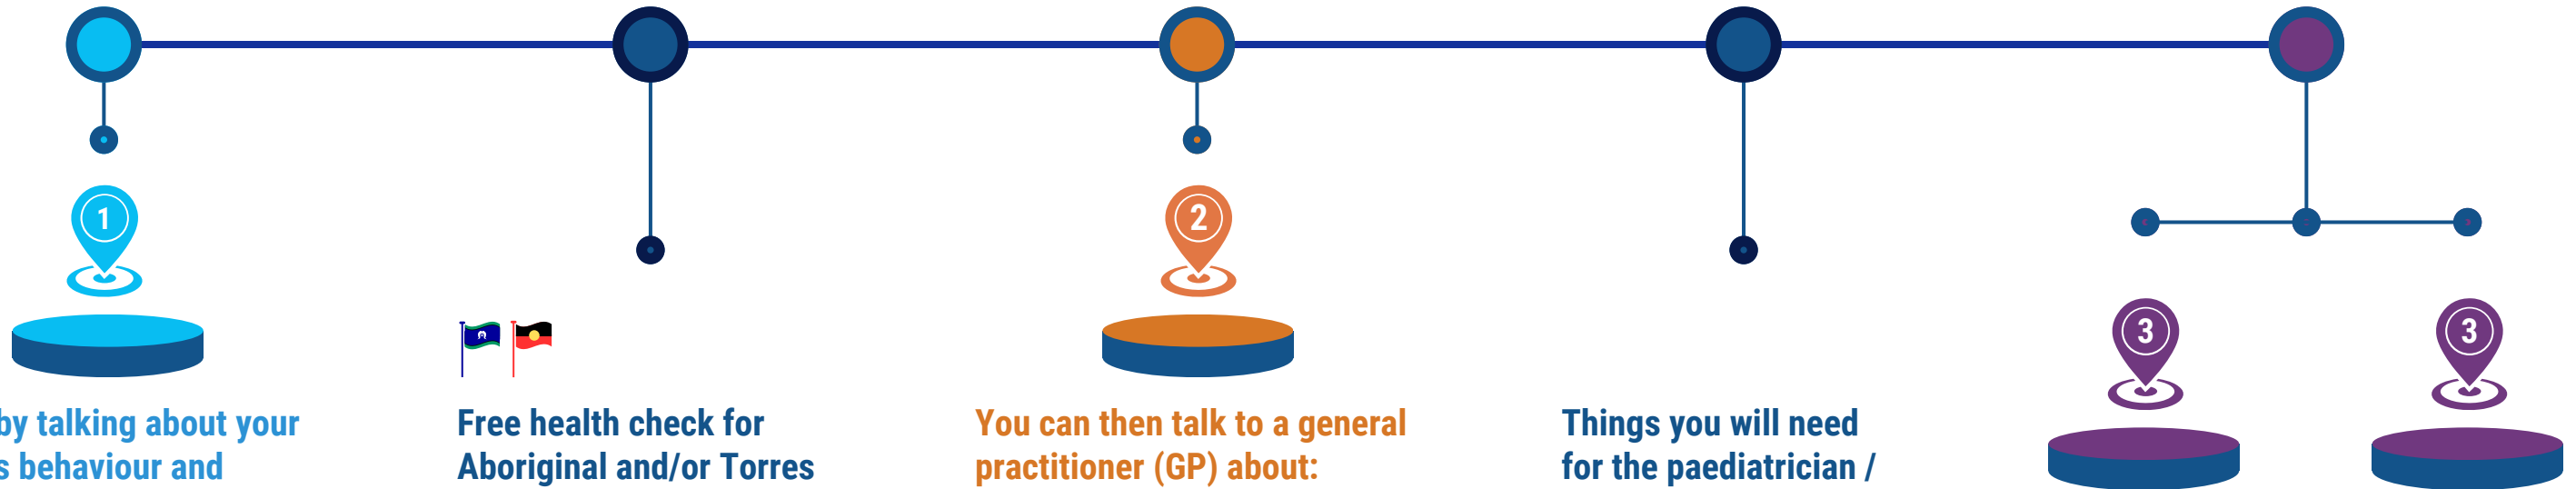 1
2
3
3
by talking about your
s behaviour and
Free health check for
Aboriginal and/or Torres
You can then talk to a general
practitioner (GP) about:
Things you will need
for the paediatrician /